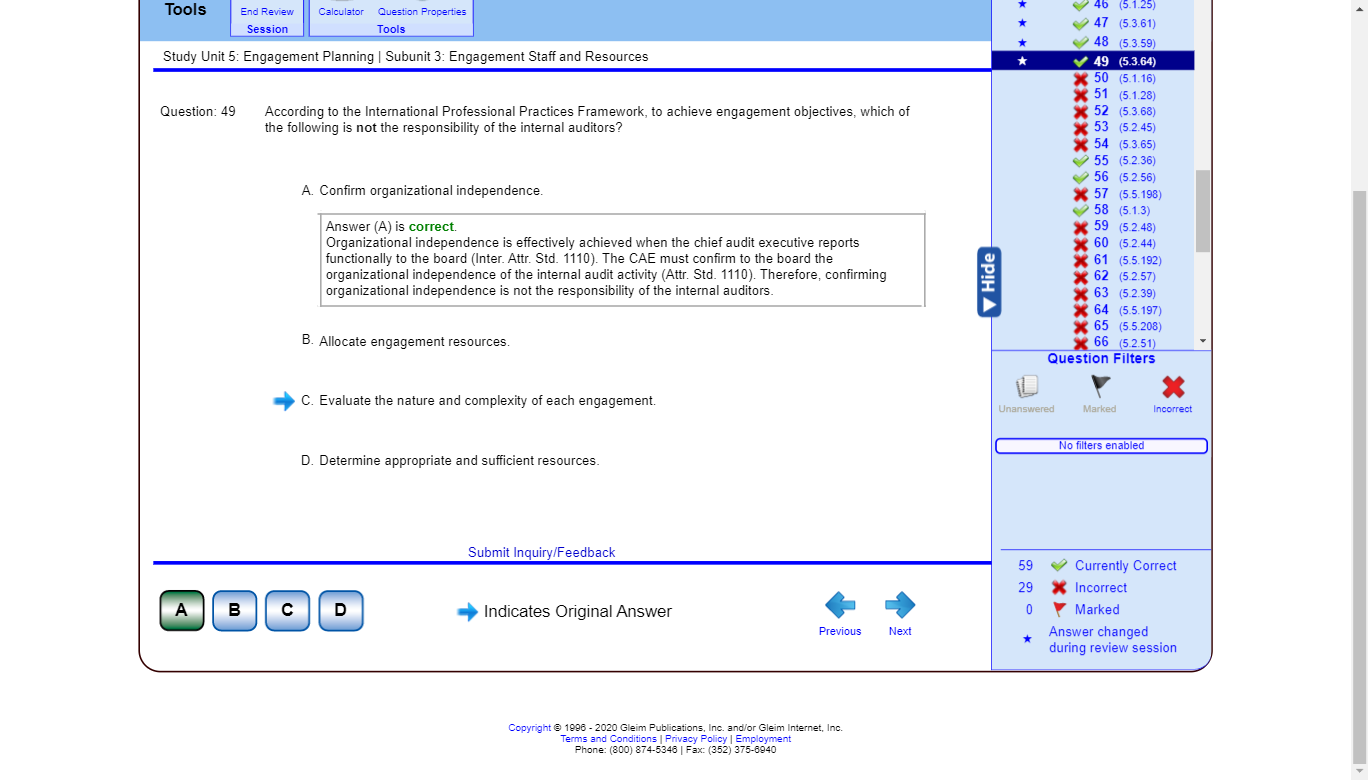 Tools
End Review
Session
Calculator Question Properties
Tools
Study Unit 5: Engagement Planning | Subunit 3: Engagement Staff and Resources
Question: 49
According to the International Professional Practices Framework, to achieve engagement objectives, which of
the following is not the responsibility of the internal auditors?
A. Confirm organizational independence.
Answer (A) is correct.
Organizational independence is effectively achieved when the chief audit executive reports
functionally to the board (Inter. Attr. Std. 1110). The CAE must confirm to the board the
organizational independence of the internal audit activity (Attr. Std. 1110). Therefore, confirming
organizational independence is not the responsibility of the internal auditors.
B. Allocate engagement resources.
C. Evaluate the nature and complexity of each engagement.
D. Determine appropriate and sufficient resources.
Submit Inquiry/Feedback
A B C D
Indicates Original Answer
Previous
Next
Hide
46 (5.1.25)
47 (5.3.61)
48 (5.3.59)
49 (5.3.64)
50 (5.1.16)
51 (5.1.28)
52 (5.3.68)
53 (5.2.45)
54 (5.3.65)
55 (5.2.36)
56 (5.2.56)
57 (5.5.198)
58 (5.1.3)
59 (5.2.48)
60 (5.2.44)
61 (5.5.192)
62 (5.2.57)
63 (5.2.39)
64 (5.5.197)
65 (5.5.208)
66 (5.2.51)
Question Filters
Unanswered
Marked
Incorrect
No filters enabled
59 Currently Correct
29 Incorrect
0 Marked
Answer changed
during review session
Copyright © 1996 - 2020 Gleim Publications, Inc. and/or Gleim Internet, Inc.
Terms and Conditions | Privacy Policy | Employment
Phone: (800) 874-5346 | Fax: (352) 375-6940